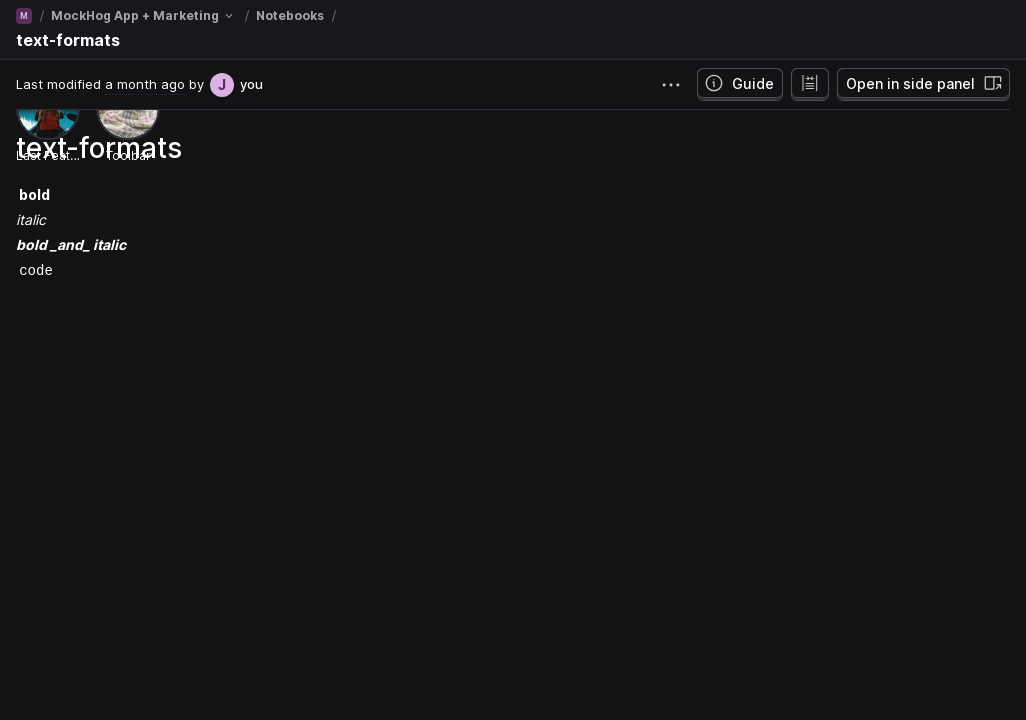 M / MockHog App + Marketing / Notebooks /
text-formats
Last modified a month ago by J you
Guide
Open in side panel
Last Feat...
Toolbar
text-formats
bold
italic
bold _and_ italic
code